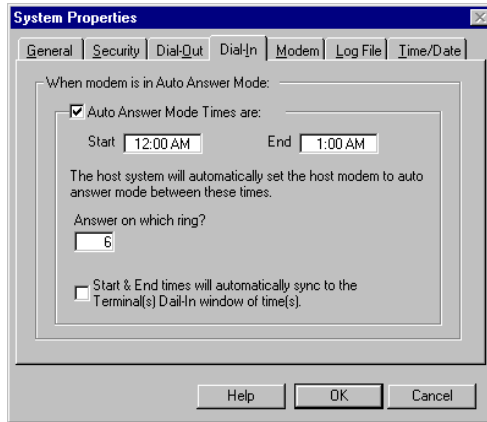 System Properties
General Security Dial-Out Dial-In Modem Log File Time/Date
When modem is in Auto Answer Mode:
Auto Answer Mode Times are:
Start 12:00 AM End 1:00 AM
The host system will automatically set the host modem to auto
answer mode between these times.
Answer on which ring?
6
Start & End times will automatically sync to the
Terminal(s) Dail-In window of time(s).
Help OK Cancel